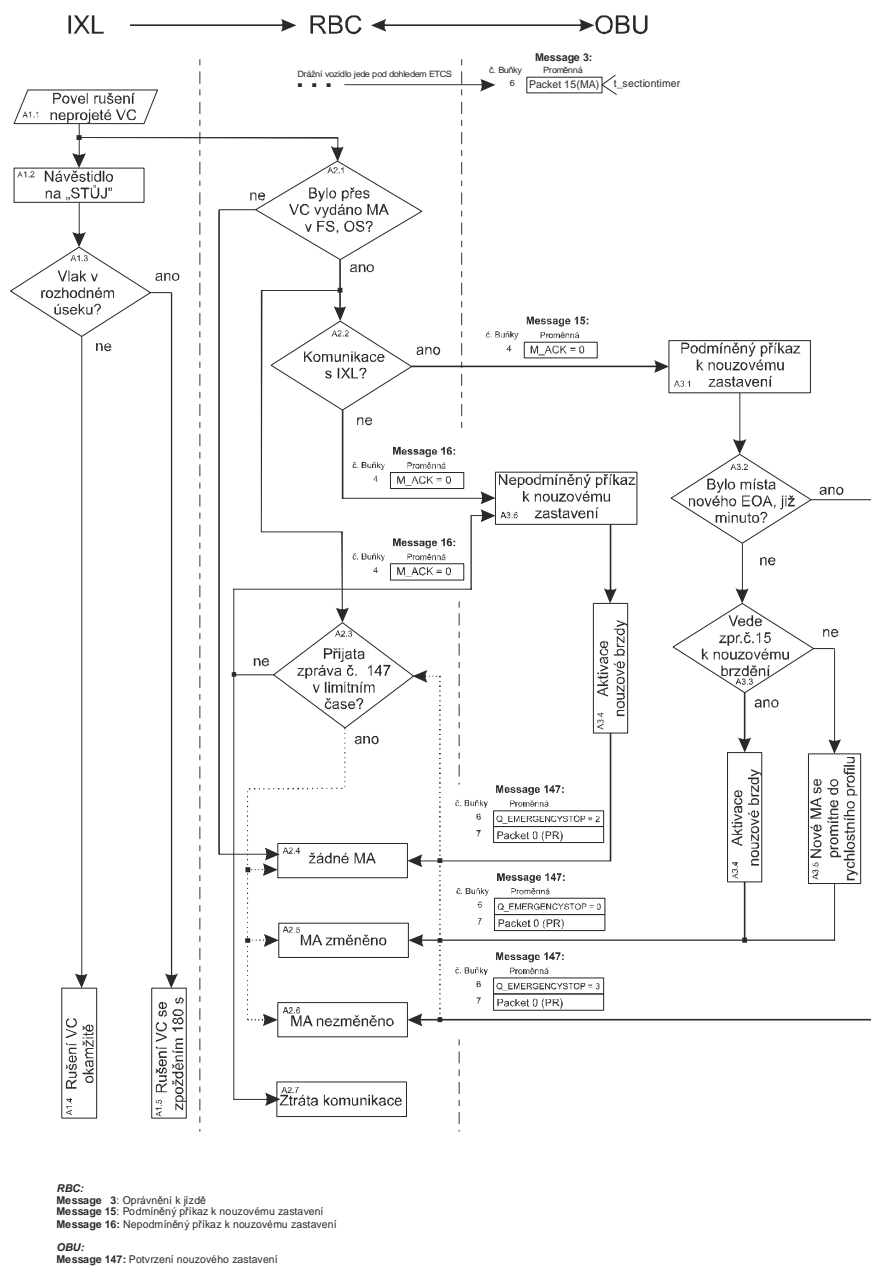 IXL
RBC
OBU
Drážní vozidlo jede pod dohledem ETCS
Message 3:
č. Buňky
Proměnná
6
Packet 15(MA)
t_sectiontimer
Povel rušení
neprojeté VC
A1.1
A1.2
Návěstidlo
na „STŮJ”
A1.3
Vlak v
rozhodném
úseku?
ano
ne
A2.1
Bylo přes
VC vydáno MA
v FS, OS?
ne
ano
A2.2
Komunikace
s IXL?
ano
ne
Message 15:
č. Buňky
Proměnná
4
M_ACK = 0
Podmíněný příkaz
k nouzovému
zastavení
A3.1
A3.2
Bylo místa
nového EOA, již
minuto?
ano
ne
Message 16:
č. Buňky
Proměnná
4
M_ACK = 0
Nepodmíněný příkaz
k nouzovému
zastavení
A3.6
Message 16:
č. Buňky
Proměnná
4
M_ACK = 0
A2.3
Přijata
zpráva č. 147
v limitním
čase?
ne
ano
A3.4
Aktivace
nouzové brzdy
Vede
zpr.č.15
k nouzovému
brzdění
A3.3
ne
ano
A3.4
Aktivace
nouzové brzdy
A3.5
Nové MA se
promítne do
rychlostního profilu
Message 147:
č. Buňky
Proměnná
6
Q_EMERGENCYSTOP = 2
7
Packet 0 (PR)
A2.4
žádné MA
Message 147:
č. Buňky
Proměnná
6
Q_EMERGENCYSTOP = 0
7
Packet 0 (PR)
A2.5
MA změněno
Message 147:
č. Buňky
Proměnná
6
Q_EMERGENCYSTOP = 3
7
Packet 0 (PR)
A2.6
MA nezměněno
A1.4
Rušení VC
okamžitě
A1.5
Rušení VC se
zpožděním 180 s
A2.7
Ztráta komunikace
RBC:
Message 3: Oprávnění k jízdě
Message 15: Podmíněný příkaz k nouzovému zastavení
Message 16: Nepodmíněný příkaz k nouzovému zastavení
OBU:
Message 147: Potvrzení nouzového zastavení